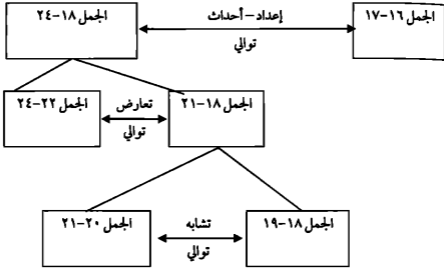 الجمل ١٦-١٧
إعداد-أحداث
توالي
الجمل ١٨-٢٤
الجمل ١٨-٢١
تعارض
توالي
الجمل ٢٢-٢٤
الجمل ١٨-١٩
تشابه
توالي
الجمل ٢٠-٢١